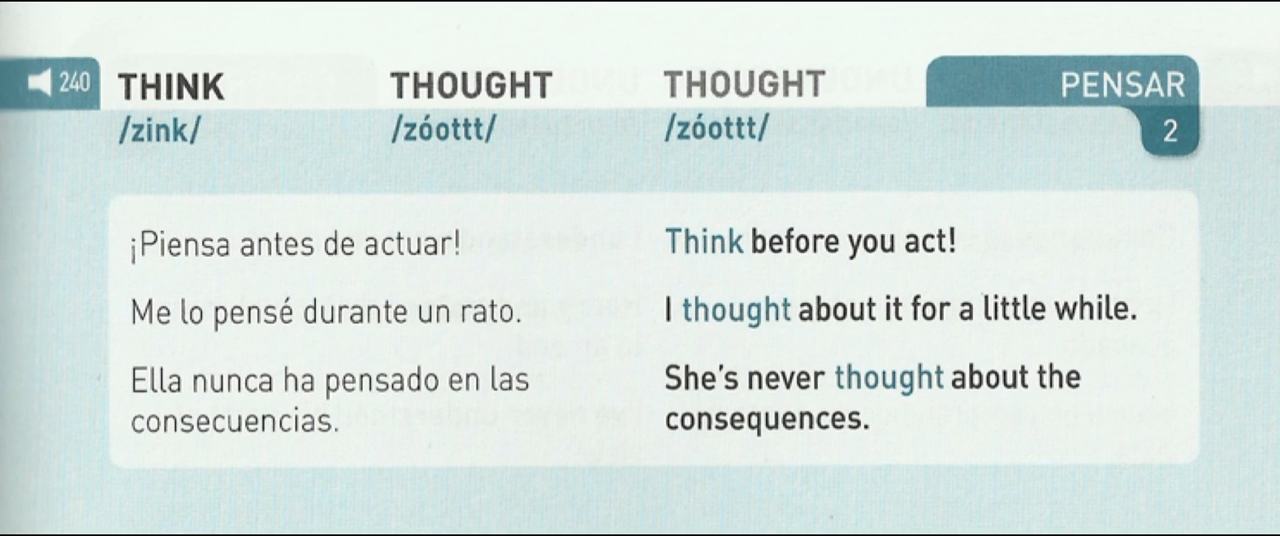 240 THINK THOUGHT THOUGHT PENSAR
/zink/ /zóottt/ /zóottt/ 2
¡Piensa antes de actuar! Think before you act!
Me lo pensé durante un rato. I thought about it for a little while.
Ella nunca ha pensado en las She's never thought about the
consecuencias. consequences.